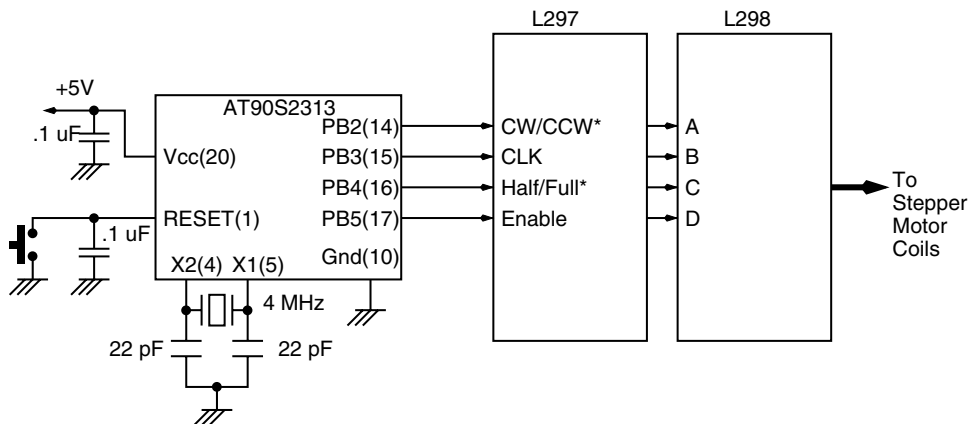 L297
L298
+5V
AT90S2313
.1 uF
Vcc(20)
RESET(1)
.1 uF
X2(4)
X1(5)
PB2(14)
PB3(15)
PB4(16)
PB5(17)
Gnd(10)
4 MHz
22 pF
22 pF
CW/CCW*
CLK
Half/Full*
Enable
A
B
C
D
To
Stepper
Motor
Coils